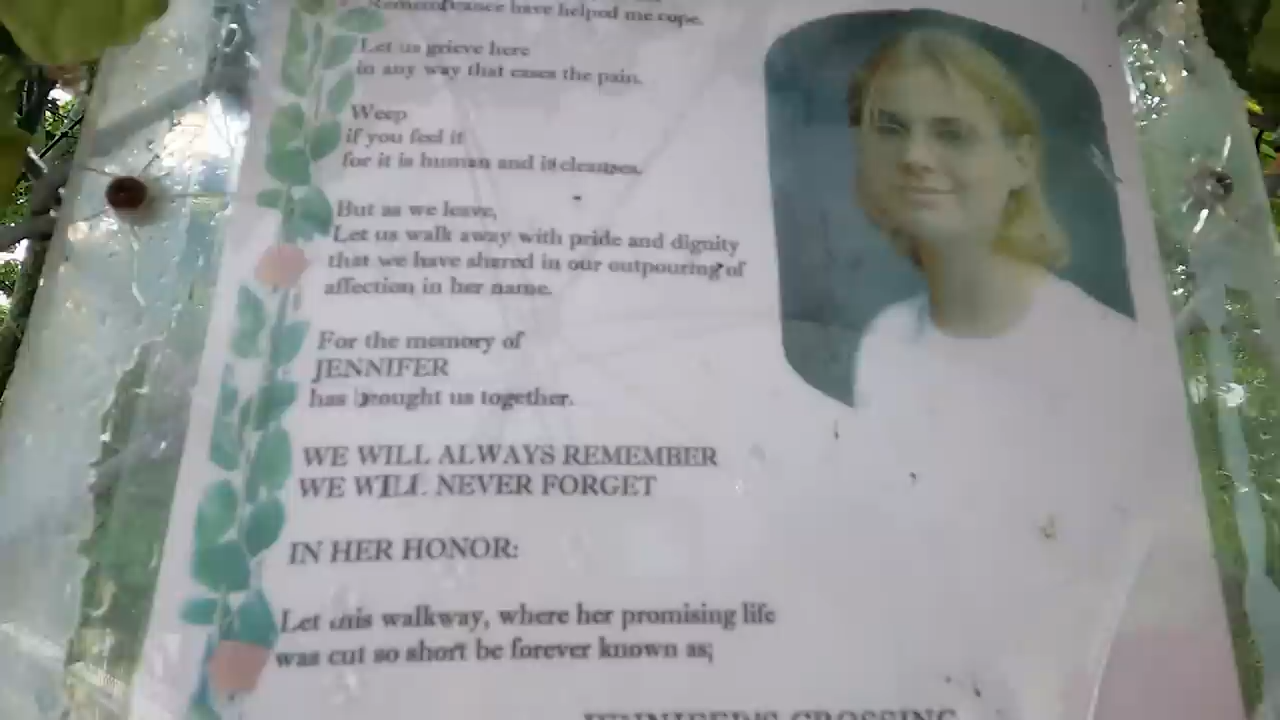 Remembrance have helped me cope.
Let us grieve here
in any way that eases the pain.
Weep
if you feel it
for it is human and it cleanses.
But as we leave,
Let us walk away with pride and dignity
that we have shared in our outpouring of
affection in her name.
For the memory of
JENNIFER
has brought us together.
WE WILL ALWAYS REMEMBER
WE WILL NEVER FORGET
IN HER HONOR:
Let this walkway, where her promising life
was cut so short be forever known as;
JENNIFER'S CROSSING